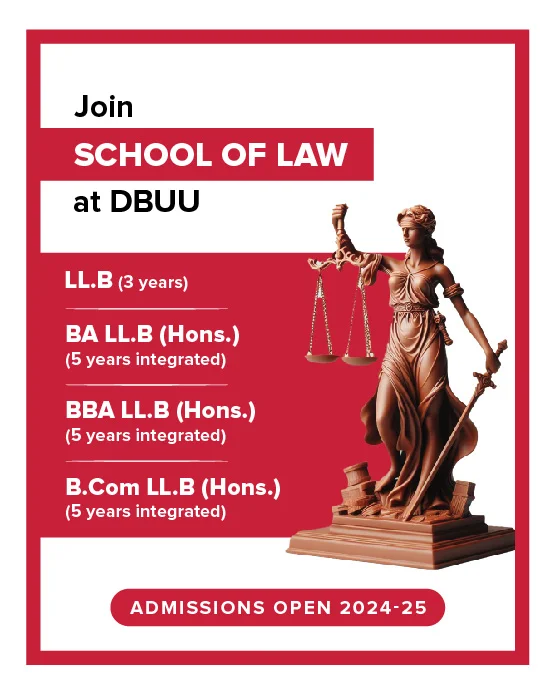 Join
SCHOOL OF LAW
at DBUU
LL.B (3 years)
BA LL.B (Hons.)
(5 years integrated)
BBA LL.B (Hons.)
(5 years integrated)
B.Com LL.B (Hons.)
(5 years integrated)
ADMISSIONS OPEN 2024-25